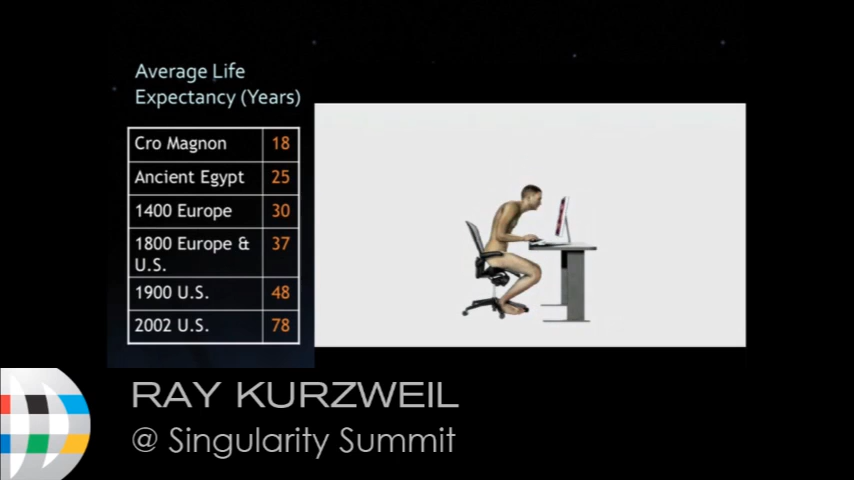 Average Life
Expectancy (Years)
Cro Magnon 18
Ancient Egypt 25
1400 Europe 30
1800 Europe & 37
U.S.
1900 U.S. 48
2002 U.S. 78
RAY KURZWEIL
@ Singularity Summit